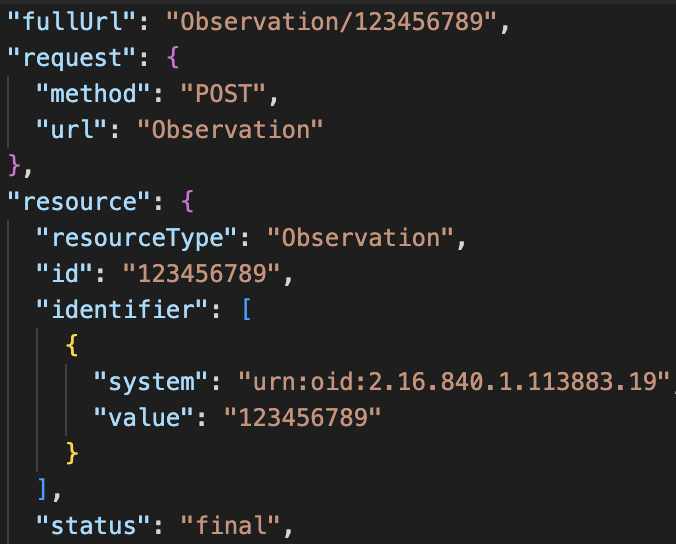 "fullUrl": "Observation/123456789",
"request": {
"method": "POST",
"url": "Observation"
},
"resource": {
"resourceType": "Observation",
"id": "123456789",
"identifier": [
{
"system": "urn:oid:2.16.840.1.113883.19",
"value": "123456789"
}
],
"status": "final",